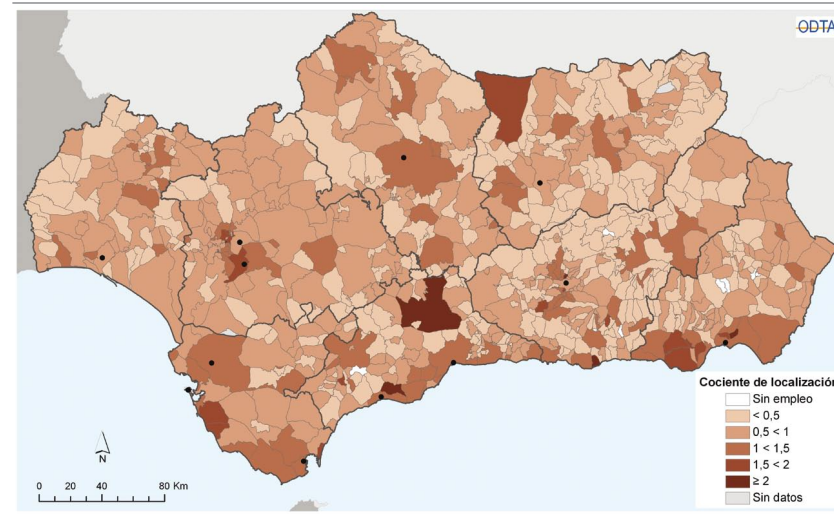 ODTA
Cociente de localización
Sin empleo
< 0,5
0,5 < 1
1 < 1,5
1,5 < 2
≥ 2
Sin datos
N
0 20 40 80 Km